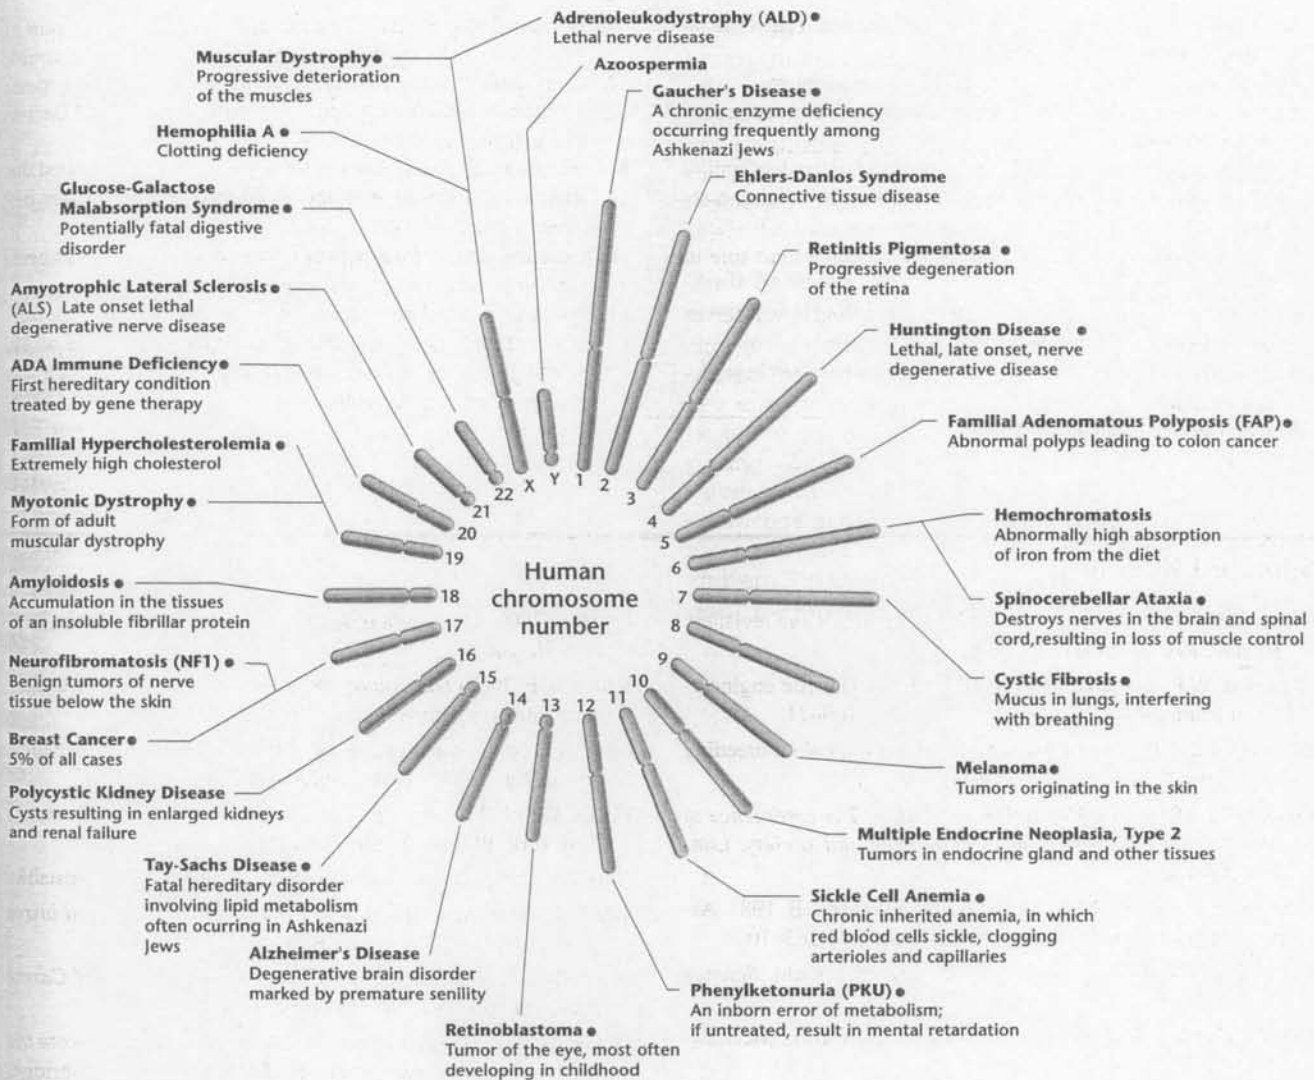 Adrenoleukodystrophy (ALD) ●
Lethal nerve disease
Muscular Dystrophy●
Progressive deterioration
of the muscles
Azoospermia
Gaucher's Disease ●
A chronic enzyme deficiency
occurring frequently among
Ashkenazi Jews
Hemophilia A ●
Clotting deficiency
Ehlers-Danlos Syndrome
Connective tissue disease
Glucose-Galactose
Malabsorption Syndrome ●
Potentially fatal digestive
disorder
Retinitis Pigmentosa ●
Progressive degeneration
of the retina
Amyotrophic Lateral Sclerosis ●
(ALS) Late onset lethal
degenerative nerve disease
Huntington Disease ●
Lethal, late onset, nerve
degenerative disease
ADA Immune Deficiency●
First hereditary condition
treated by gene therapy
Familial Adenomatous Polyposis (FAP)●
Abnormal polyps leading to colon cancer
Familial Hypercholesterolemia ●
Extremely high cholesterol
Myotonic Dystrophy ●
Form of adult
muscular dystrophy
Hemochromatosis
Abnormally high absorption
of iron from the diet
Amyloidosis ●
Accumulation in the tissues
of an insoluble fibrillar protein
Spinocerebellar Ataxia ●
Destroys nerves in the brain and spinal
cord,resulting in loss of muscle control
Neurofibromatosis (NF1) ●
Benign tumors of nerve
tissue below the skin
Cystic Fibrosis ●
Mucus in lungs, interfering
with breathing
Breast Cancer●
5% of all cases
Melanoma●
Tumors originating in the skin
Polycystic Kidney Disease
Cysts resulting in enlarged kidneys
and renal failure
Multiple Endocrine Neoplasia, Type 2
Tumors in endocrine gland and other tissues
Tay-Sachs Disease ●
Fatal hereditary disorder
involving lipid metabolism
often ocurring in Ashkenazi
Jews
Sickle Cell Anemia ●
Chronic inherited anemia, in which
red blood cells sickle, clogging
arterioles and capillaries
Alzheimer's Disease
Degenerative brain disorder
marked by premature senility
Phenylketonuria (PKU) ●
An inborn error of metabolism;
if untreated, result in mental retardation
Retinoblastoma ●
Tumor of the eye, most often
developing in childhood
Human
chromosome
number
X
Y
1
2
3
4
5
6
7
8
9
10
11
12
13
14
15
16
17
18
19
20
21
22